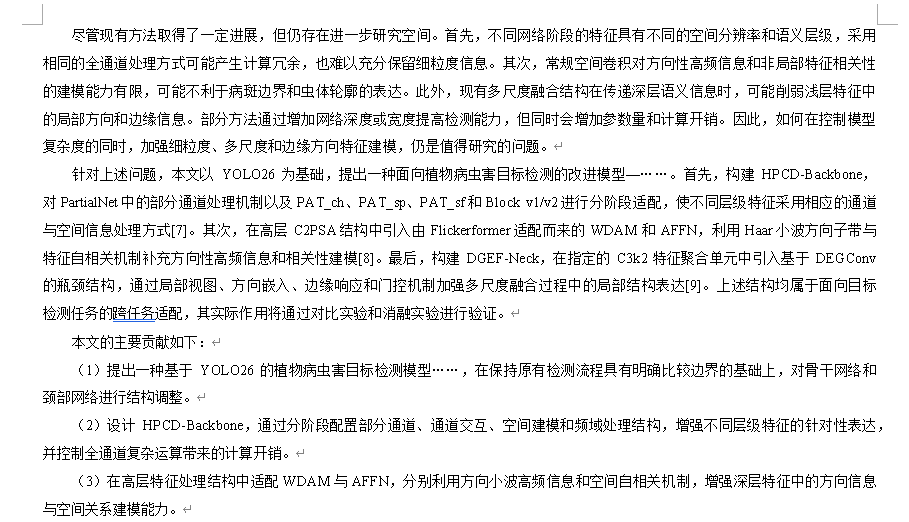 尽管现有方法取得了一定进展，但仍存在进一步研究空间。首先，不同网络阶段的特征具有不同的空间分辨率和语义层级，采用
相同的全通道处理方式可能产生计算冗余，也难以充分保留细粒度信息。其次，常规空间卷积对方向性高频信息和非局部特征相关性
的建模能力有限，可能不利于病斑边界和虫体轮廓的表达。此外，现有多尺度融合结构在传递深层语义信息时，可能削弱浅层特征中
的局部方向和边缘信息。部分方法通过增加网络深度或宽度提高检测能力，但同时会增加参数量和计算开销。因此，如何在控制模型
复杂度的同时，加强细粒度、多尺度和边缘方向特征建模，仍是值得研究的问题。
针对上述问题，本文以 YOLO26 为基础，提出一种面向植物病虫害目标检测的改进模型—……。首先，构建 HPCD-Backbone，
对 PartialNet 中的部分通道处理机制以及 PAT_ch、PAT_sp、PAT_sf 和 Block v1/v2 进行分阶段适配，使不同层级特征采用相应的通道
与空间信息处理方式[7]。其次，在高层 C2PSA 结构中引入由 Flickerformer 适配而来的 WDAM 和 AFFN，利用 Haar 小波方向子带与
特征自相关机制补充方向性高频信息和相关性建模[8]。最后，构建 DGEF-Neck，在指定的 C3k2 特征聚合单元中引入基于 DEGConv
的瓶颈结构，通过局部视图、方向嵌入、边缘响应和门控机制加强多尺度融合过程中的局部结构表达[9]。上述结构均属于面向目标
检测任务的跨任务适配，其实际作用将通过对比实验和消融实验进行验证。
本文的主要贡献如下：
（1）提出一种基于 YOLO26 的植物病虫害目标检测模型……，在保持原有检测流程具有明确比较边界的基础上，对骨干网络和
颈部网络进行结构调整。
（2）设计 HPCD-Backbone，通过分阶段配置部分通道、通道交互、空间建模和频域处理结构，增强不同层级特征的针对性表达，
并控制全通道复杂运算带来的计算开销。
（3）在高层特征处理结构中适配 WDAM 与 AFFN，分别利用方向小波高频信息和空间自相关机制，增强深层特征中的方向信息
与空间关系建模能力。